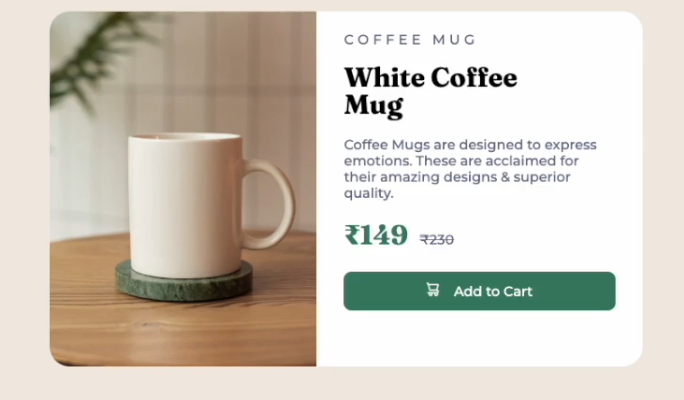 COFFEE MUG
White Coffee
Mug
Coffee Mugs are designed to express
emotions. These are acclaimed for
their amazing designs & superior
quality.
₹149 ₹230
Add to Cart